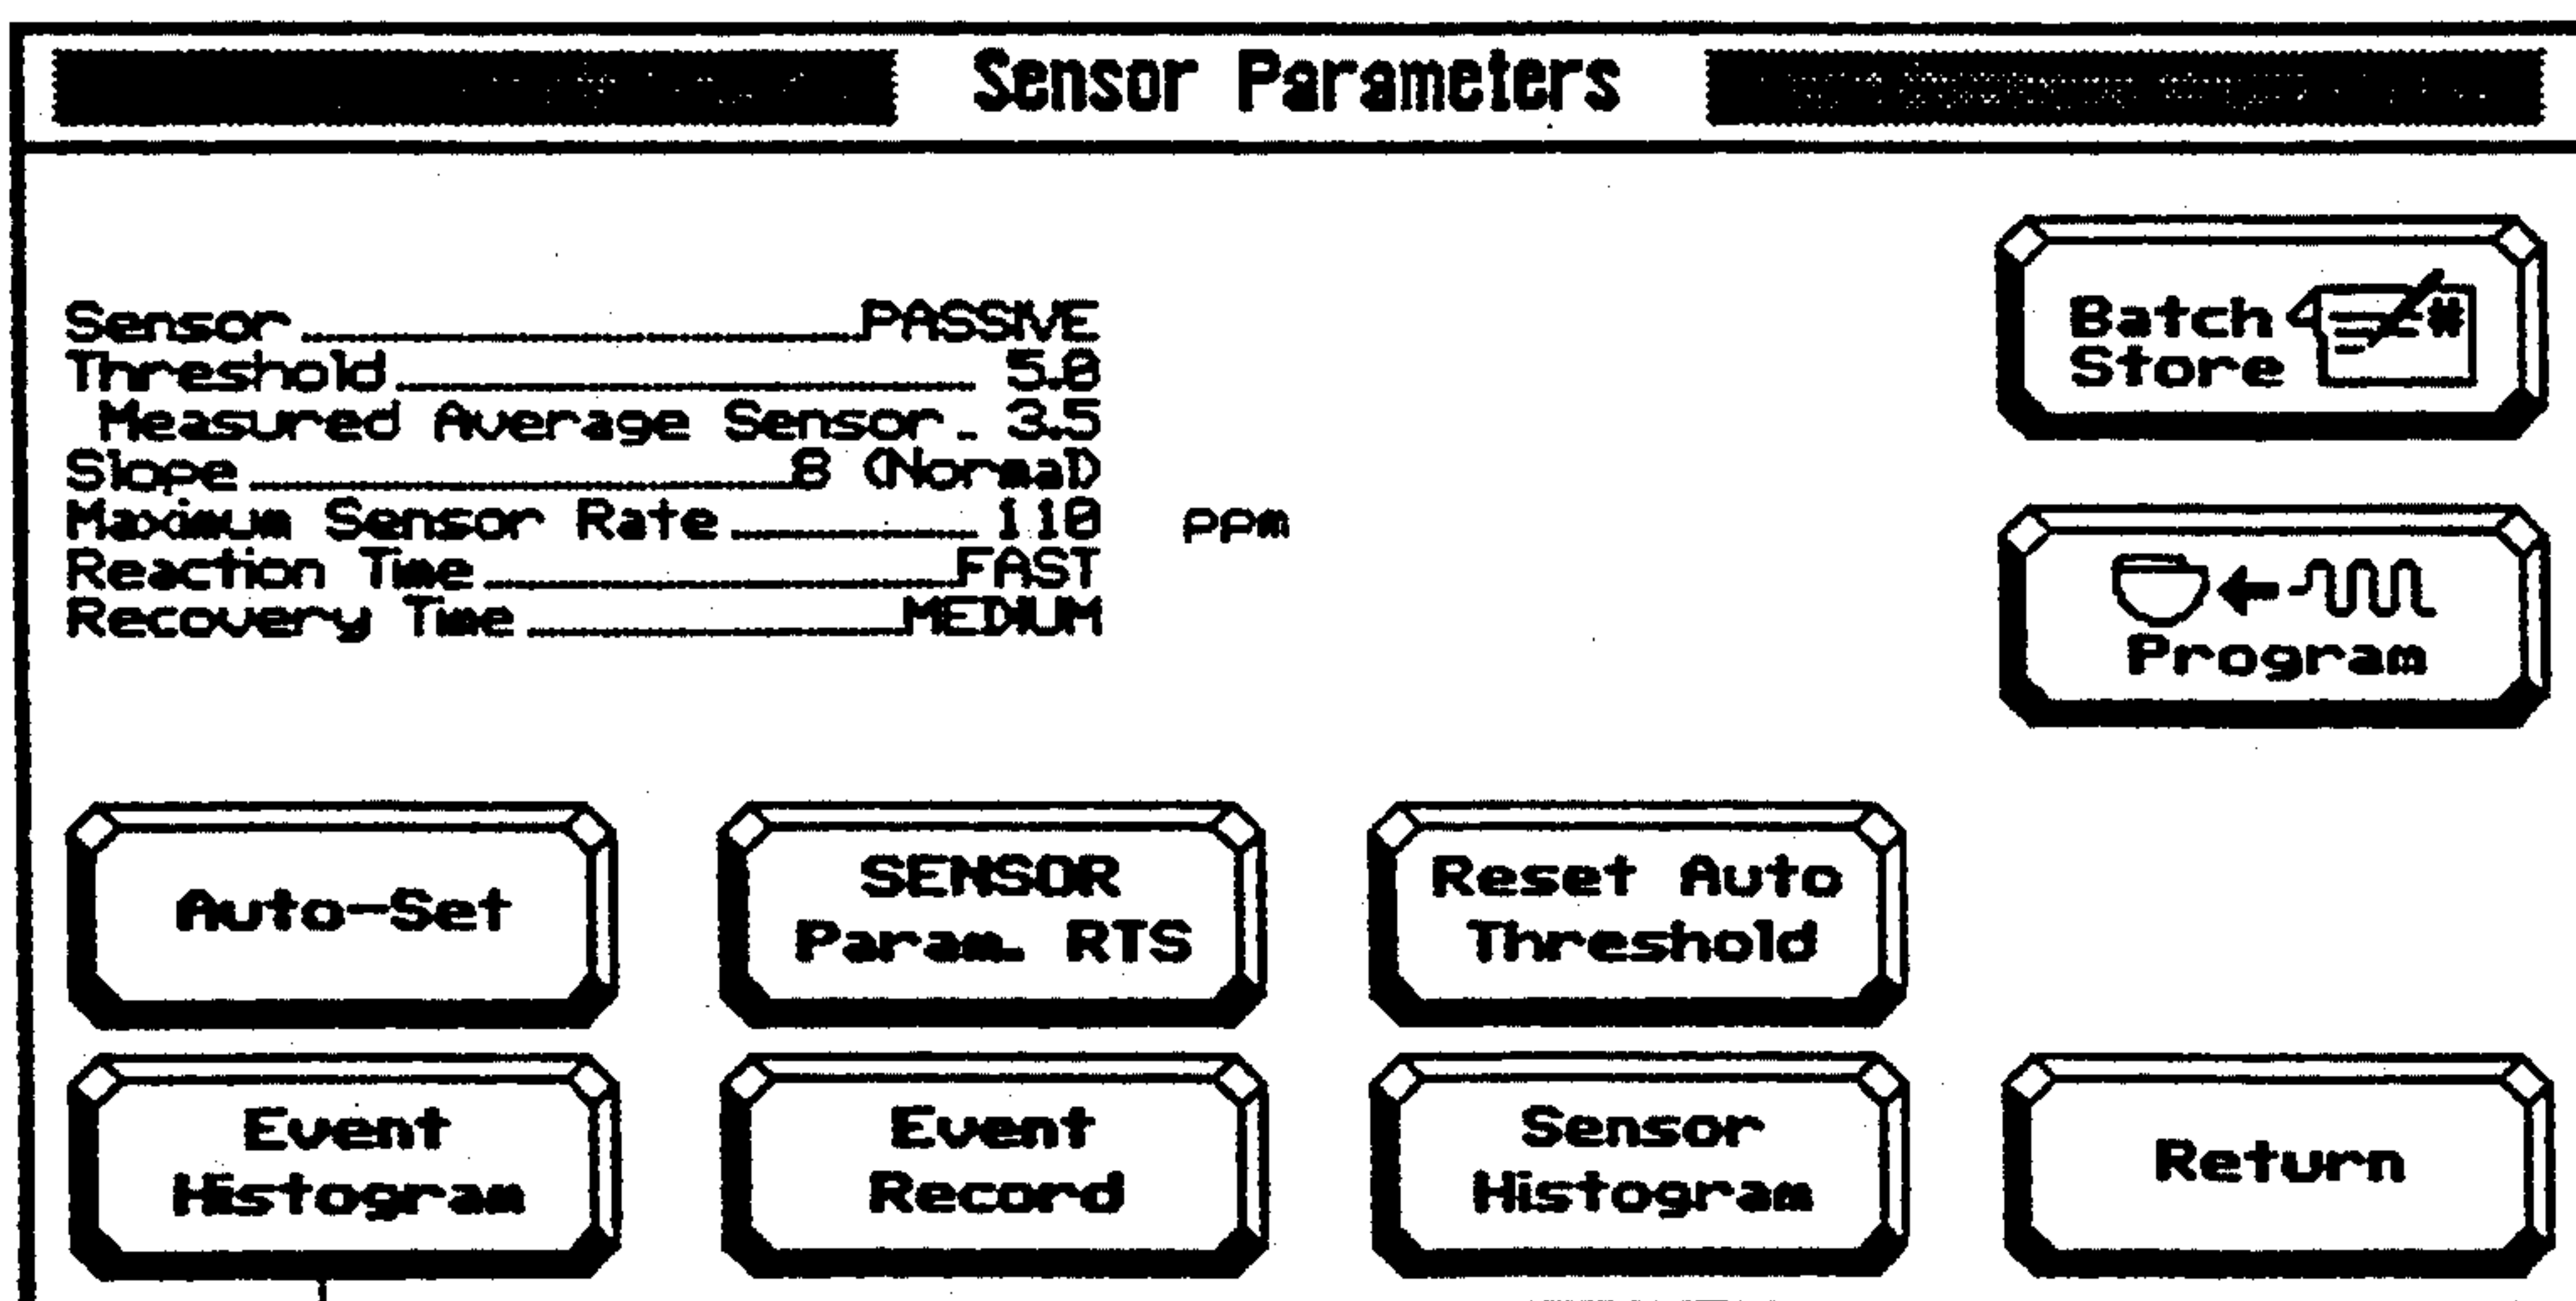 Sensor Parameters
Sensor PASSIVE
Threshold 5.0
Measured Average Sensor 3.5
Slope 8 (Normal)
Maximum Sensor Rate 110 ppm
Reaction Time FAST
Recovery Time MEDIUM
Batch #
Store
Program
Auto-Set
SENSOR
Param. RTS
Reset Auto
Threshold
Event
Histogram
Event
Record
Sensor
Histogram
Return